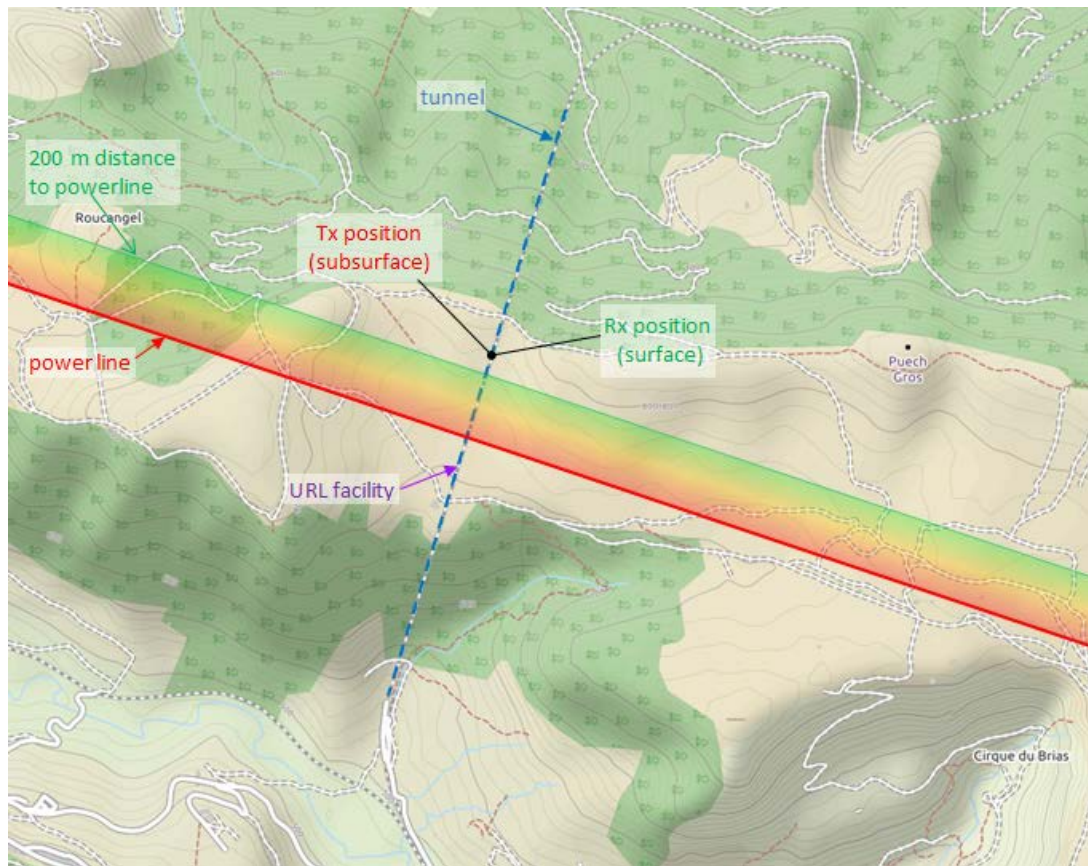 tunnel
200 m distance
to powerline
Roucangel
Tx position
(subsurface)
Rx position
(surface)
power line
Puech
Gros
URL facility
Cirque du Brias